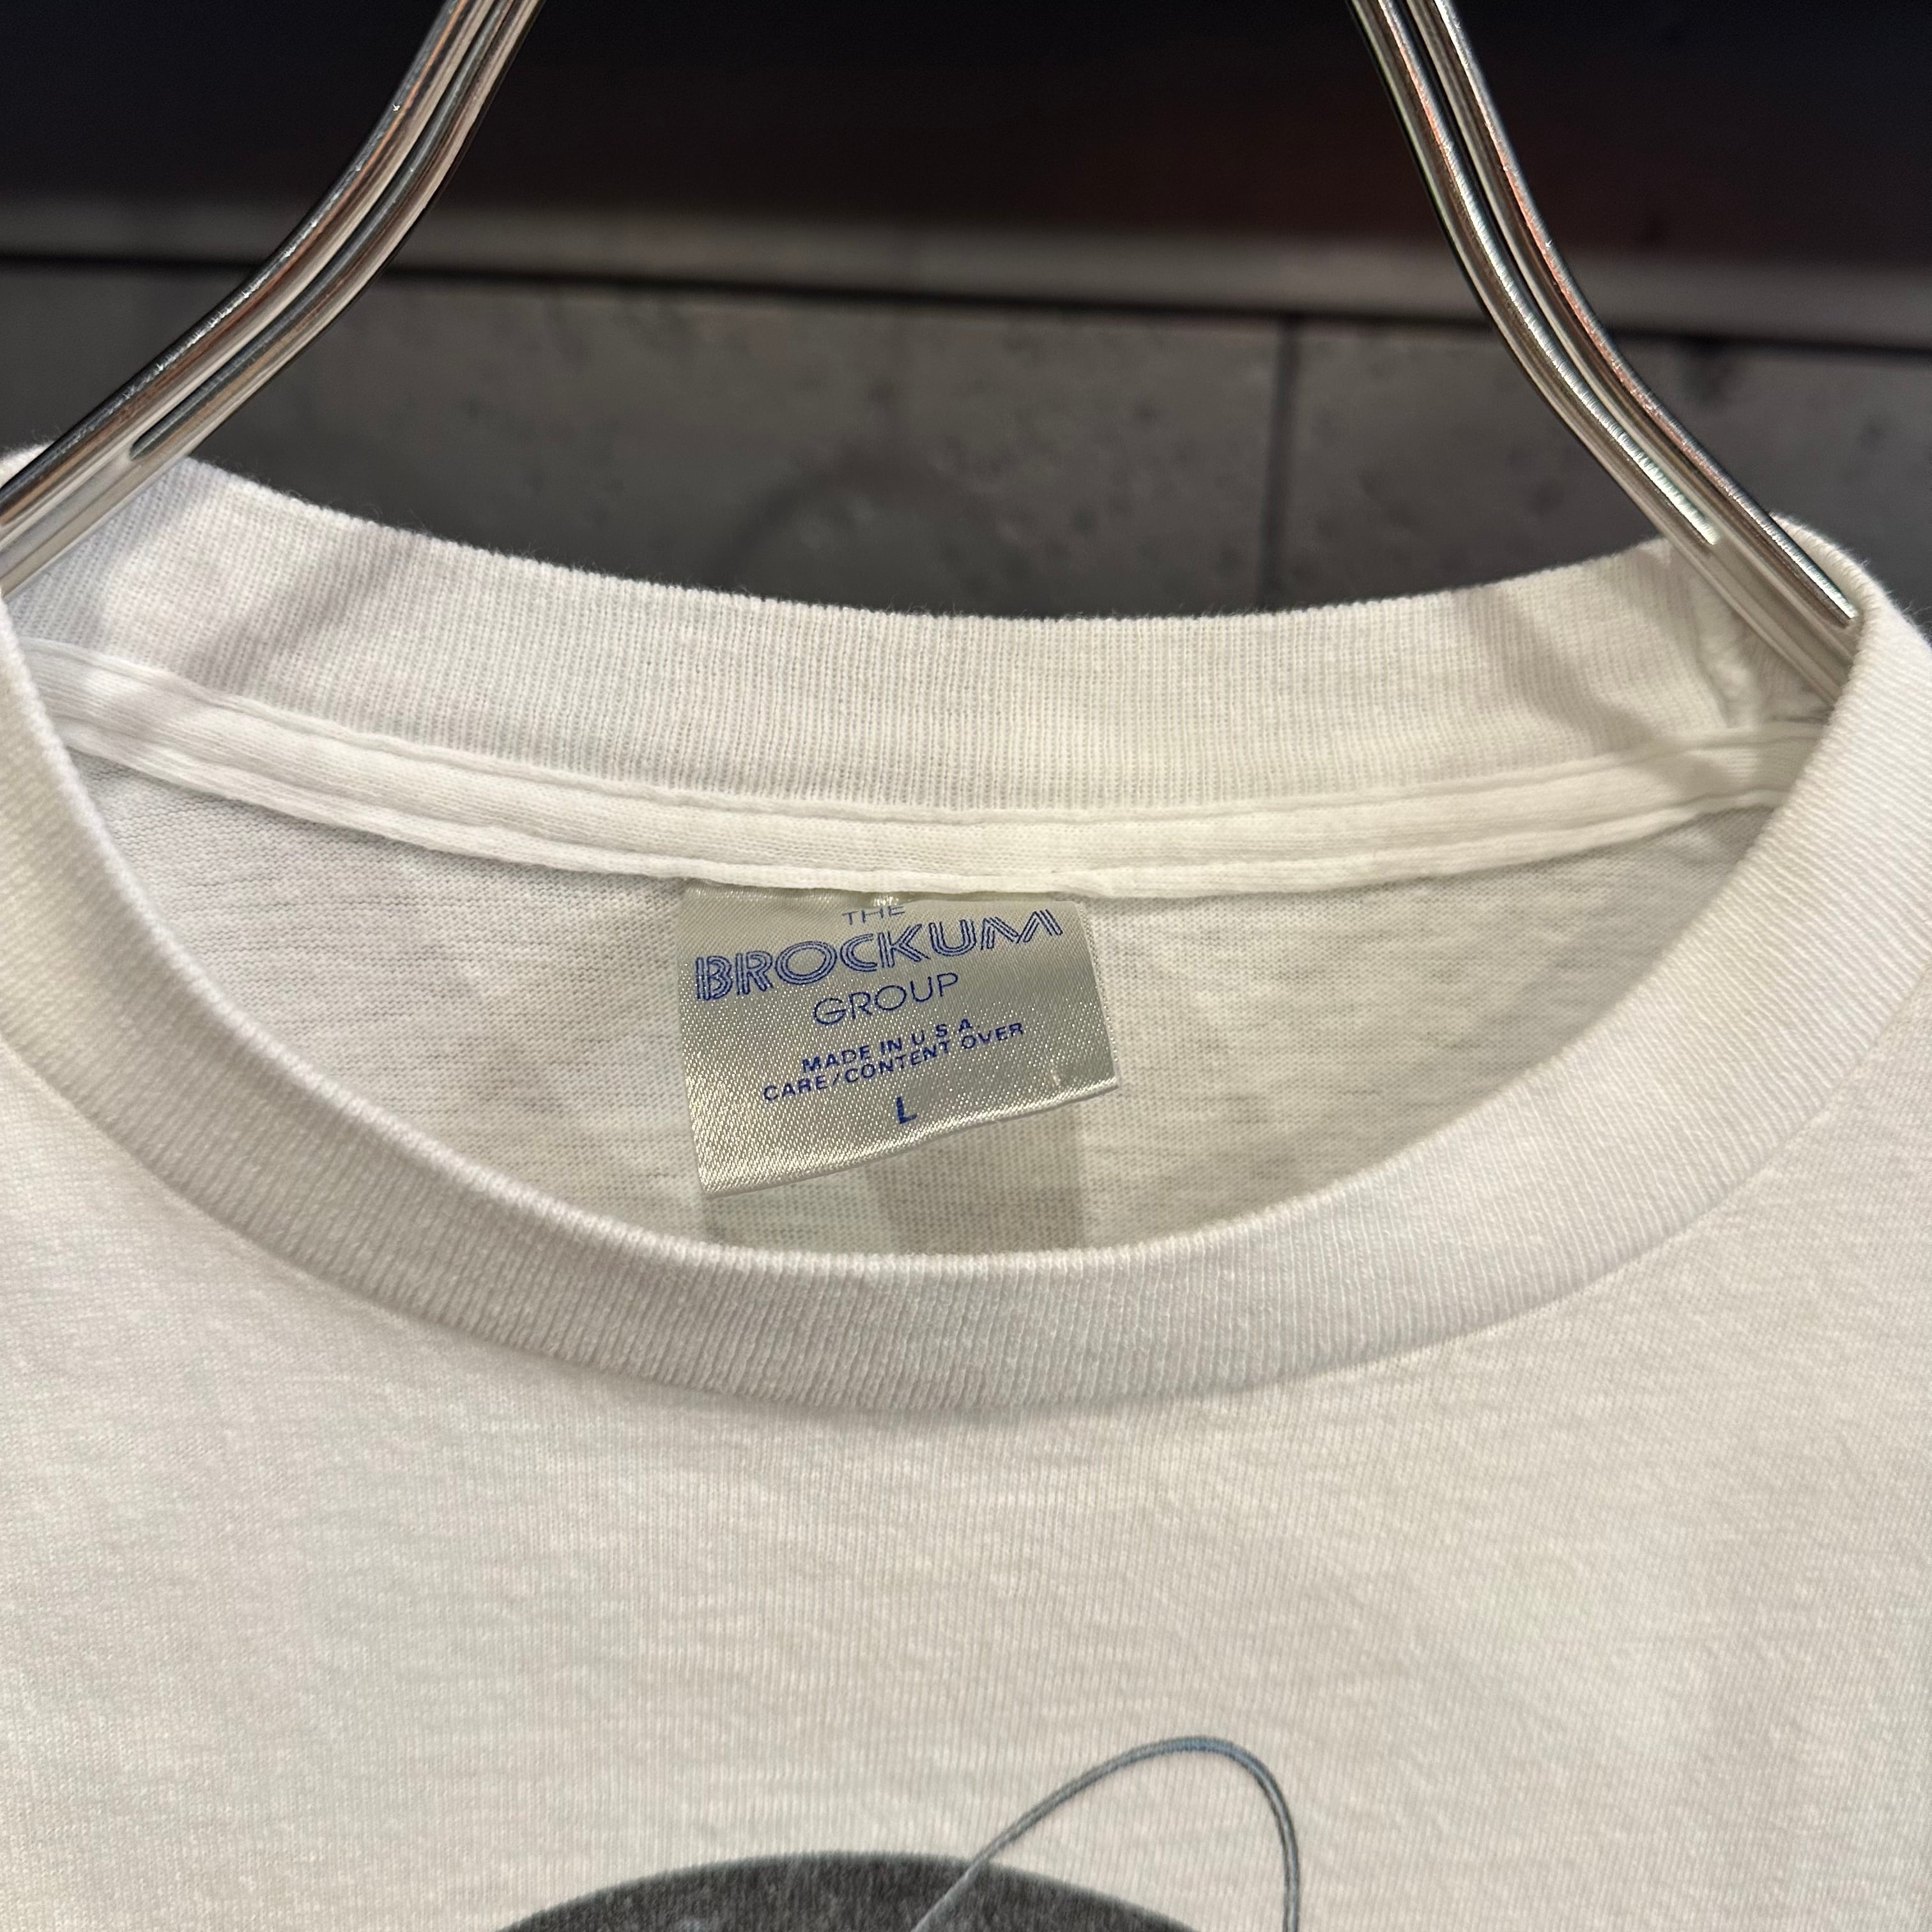 THE
BROCKUM
GROUP
MADE IN U S A
CARE/CONTENT OVER
L